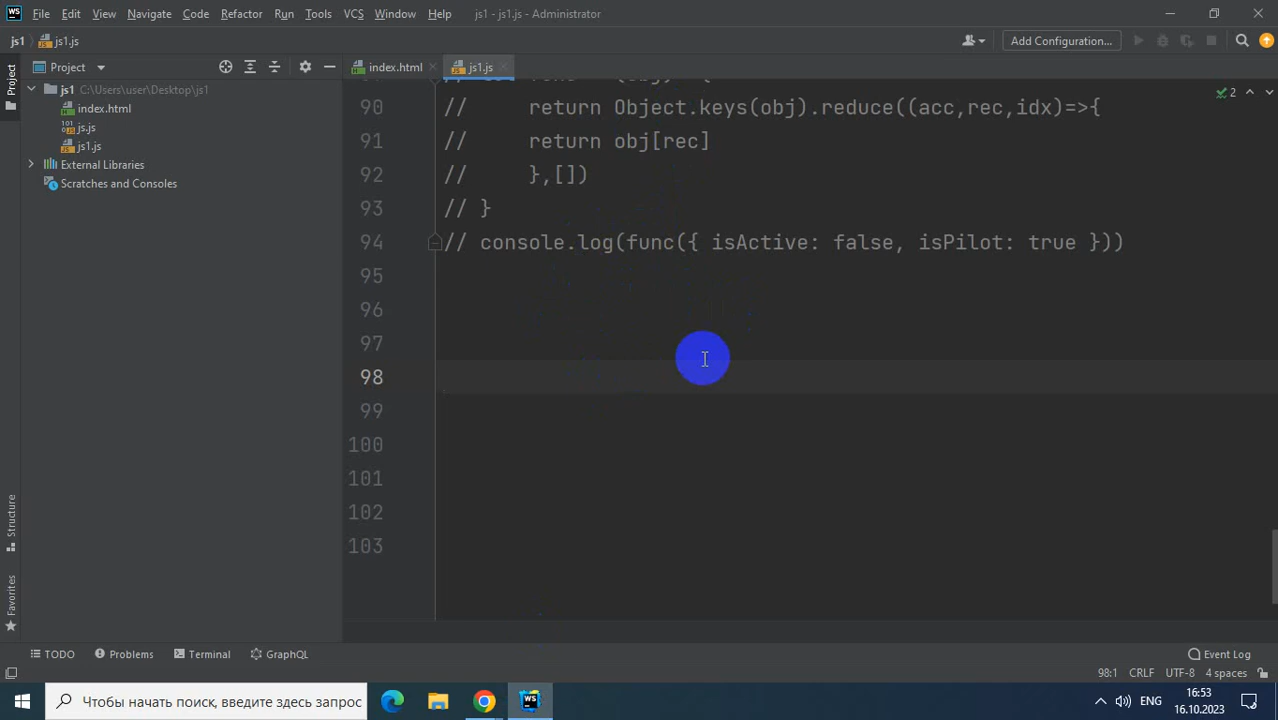 WS File Edit View Navigate Code Refactor Run Tools VCS Window Help js1 - js1.js - Administrator
js1 JS js1.js Add Configuration...
Project Project index.html js1.js
js1 C:\Users\user\Desktop\js1
index.html
js.js
js1.js
External Libraries
Scratches and Consoles
2
90 // return Object.keys(obj).reduce((acc,rec,idx)=>{
91 // return obj[rec]
92 // },[])
93 // }
94 // console.log(func({ isActive: false, isPilot: true }))
95
96
97
98
99
100
101
102
103
Structure
Favorites
TODO Problems Terminal GraphQL Event Log
98:1 CRLF UTF-8 4 spaces
Чтобы начать поиск, введите здесь запрос WS ENG 16:53
16.10.2023